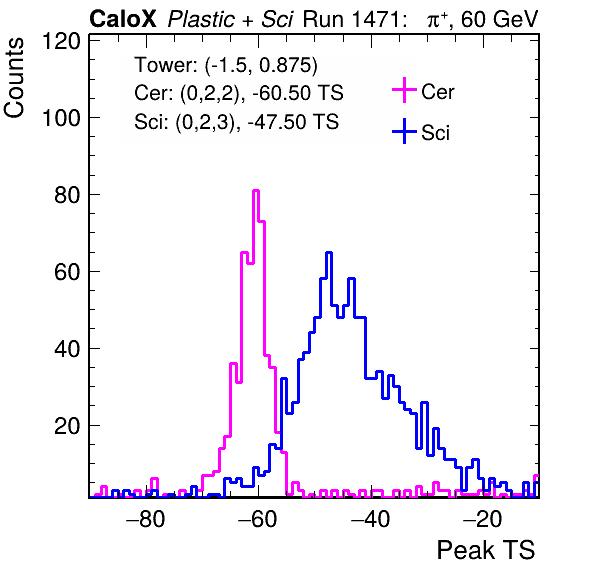 CaloX Plastic + Sci Run 1471: π⁺, 60 GeV
Counts
120
100
80
60
40
20
Tower: (-1.5, 0.875)
Cer: (0,2,2), -60.50 TS
Sci: (0,2,3), -47.50 TS
Cer
Sci
−80 −60 −40 −20
Peak TS